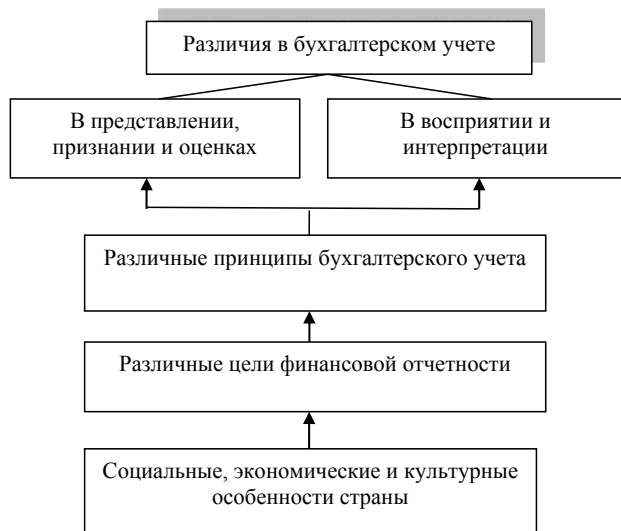 Различия в бухгалтерском учете
В представлении,
признании и оценках
В восприятии и
интерпретации
Различные принципы бухгалтерского учета
Различные цели финансовой отчетности
Социальные, экономические и культурные
особенности страны